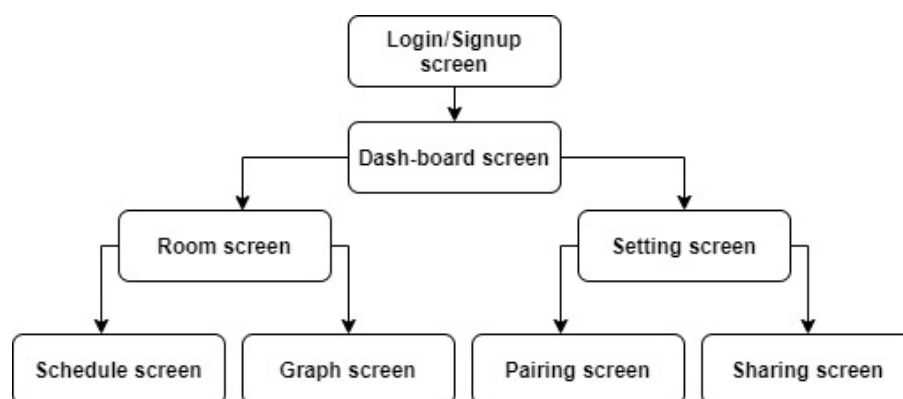 Login/Signup
screen
Dash-board screen
Room screen
Setting screen
Schedule screen
Graph screen
Pairing screen
Sharing screen